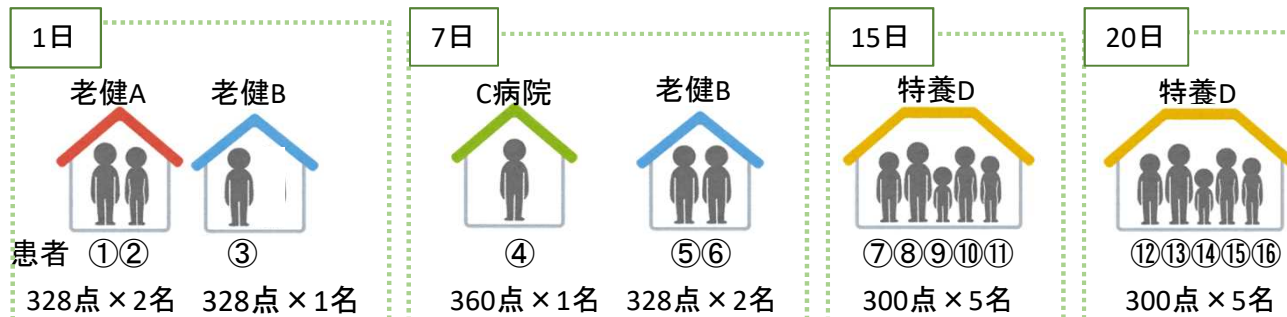 1日
老健A 老健B
患者 ①② ③
328点×2名 328点×1名
7日
C病院 老健B
④ ⑤⑥
360点×1名 328点×2名
15日
特養D
⑦⑧⑨⑩⑪
300点×5名
20日
特養D
⑫⑬⑭⑮⑯
300点×5名